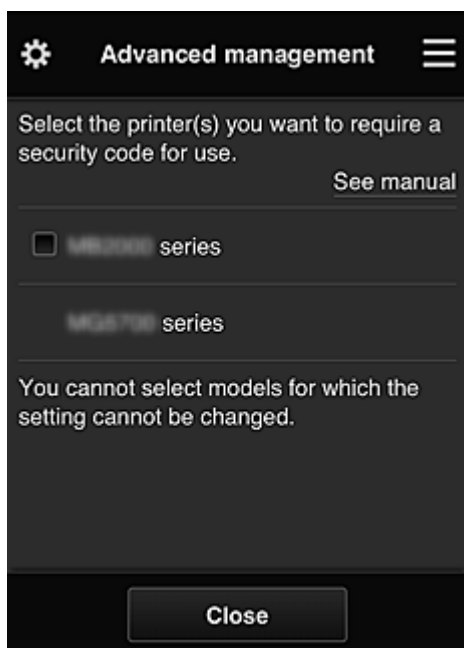 Advanced management
Select the printer(s) you want to require a
security code for use.
See manual
series
series
You cannot select models for which the
setting cannot be changed.
Close